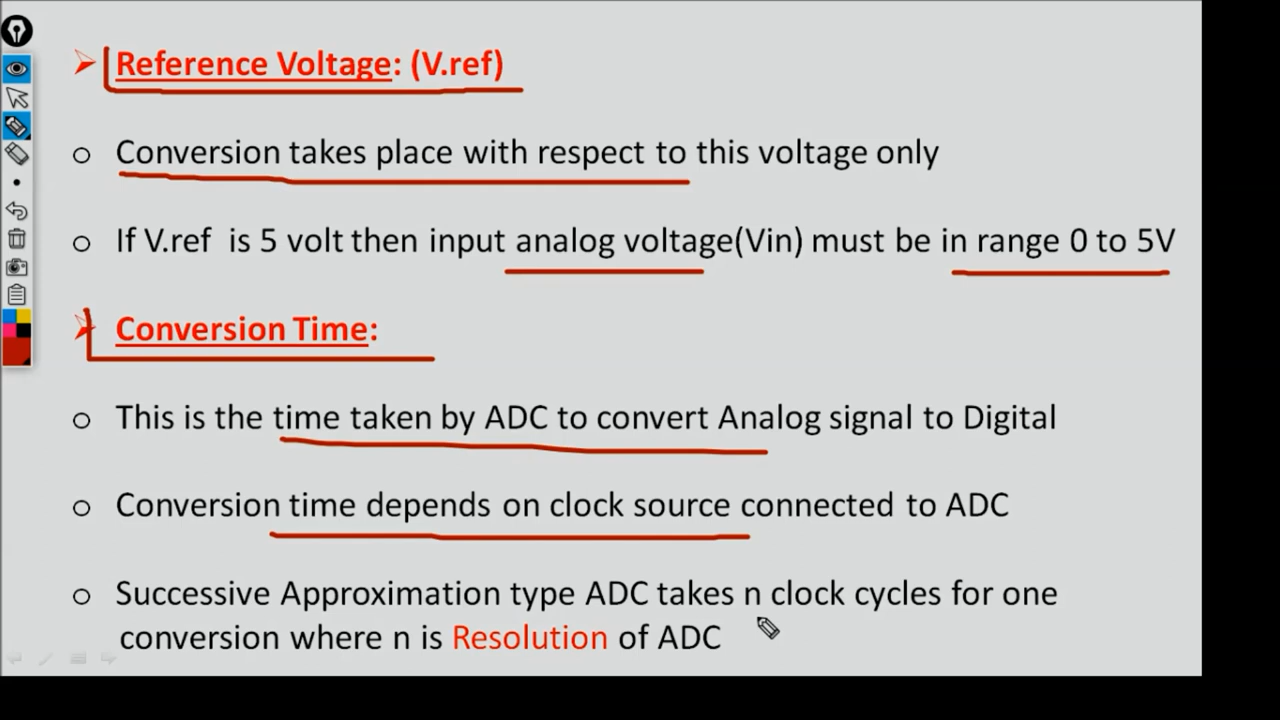 Reference Voltage: (V.ref)
Conversion takes place with respect to this voltage only
If V.ref is 5 volt then input analog voltage(Vin) must be in range 0 to 5V
Conversion Time:
This is the time taken by ADC to convert Analog signal to Digital
Conversion time depends on clock source connected to ADC
Successive Approximation type ADC takes n clock cycles for one
conversion where n is Resolution of ADC